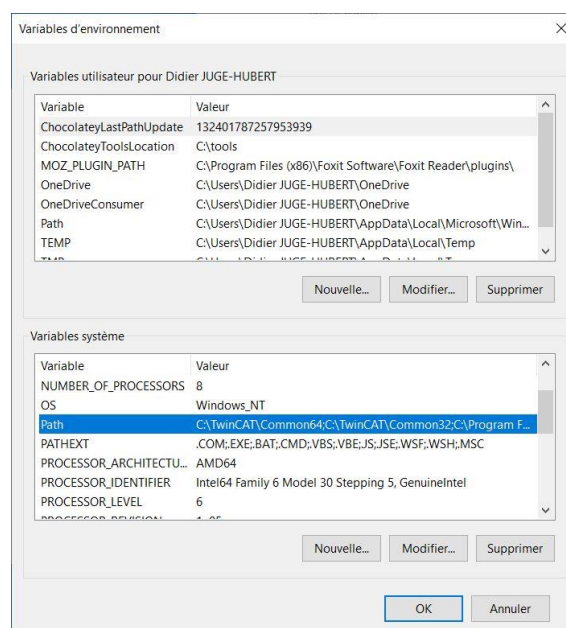 Variables d'environnement
Variables utilisateur pour Didier JUGE-HUBERT
Variable Valeur
ChocolateyLastPathUpdate 132401787257953939
ChocolateyToolsLocation C:\tools
MOZ_PLUGIN_PATH C:\Program Files (x86)\Foxit Software\Foxit Reader\plugins\
OneDrive C:\Users\Didier JUGE-HUBERT\OneDrive
OneDriveConsumer C:\Users\Didier JUGE-HUBERT\OneDrive
Path C:\Users\Didier JUGE-HUBERT\AppData\Local\Microsoft\Win...
TEMP C:\Users\Didier JUGE-HUBERT\AppData\Local\Temp
Nouvelle... Modifier... Supprimer
Variables système
Variable Valeur
NUMBER_OF_PROCESSORS 8
OS Windows_NT
Path C:\TwinCAT\Common64;C:\TwinCAT\Common32;C:\Program F...
PATHEXT .COM;.EXE;.BAT;.CMD;.VBS;.VBE;.JS;.JSE;.WSF;.WSH;.MSC
PROCESSOR_ARCHITECTU... AMD64
PROCESSOR_IDENTIFIER Intel64 Family 6 Model 30 Stepping 5, GenuineIntel
PROCESSOR_LEVEL 6
Nouvelle... Modifier... Supprimer
OK Annuler